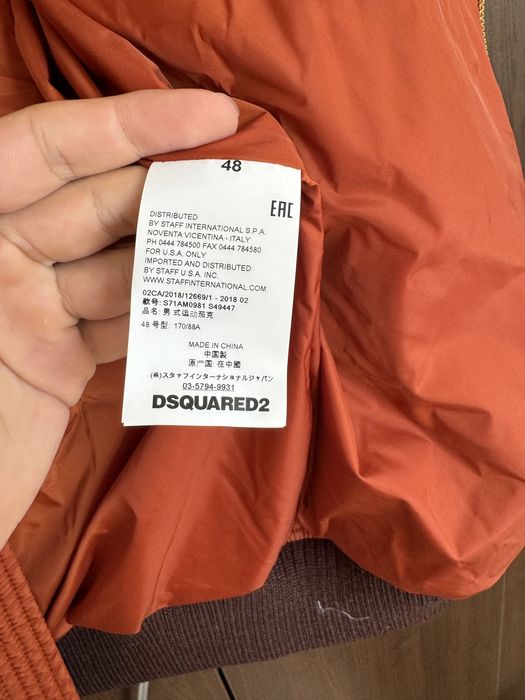 48
EAC
DISTRIBUTED
BY STAFF INTERNATIONAL S.P.A.
NOVENTA VICENTINA - ITALY
PH 0444 784500 FAX 0444 784580
FOR U.S.A. ONLY
IMPORTED AND DISTRIBUTED
BY STAFF U.S.A. INC.
WWW.STAFFINTERNATIONAL.COM
02CA/2018/12669/1 - 2018 02
款号: S71AM0981 S49447
品名: 男 式运动茄克
48 号型: 170/88A
MADE IN CHINA
中国製
原产国: 在中國
(株)スタッフインターナショナルジャパン
03-5794-9931
DSQUARED2